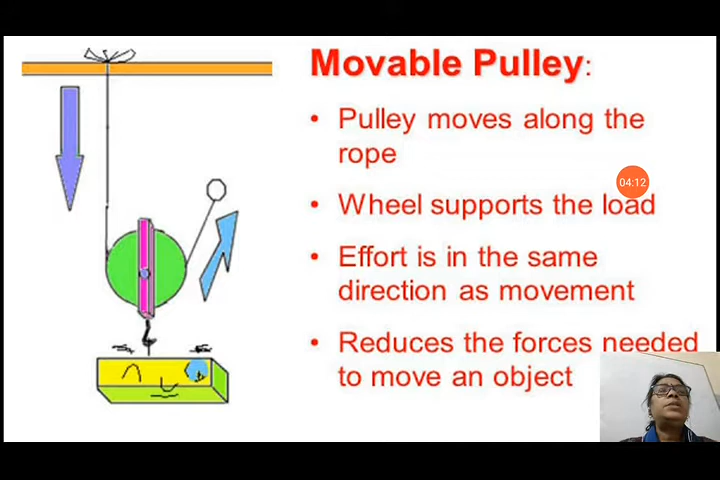 Movable Pulley:
• Pulley moves along the
rope
04:12
• Wheel supports the load
• Effort is in the same
direction as movement
• Reduces the forces needed
to move an object